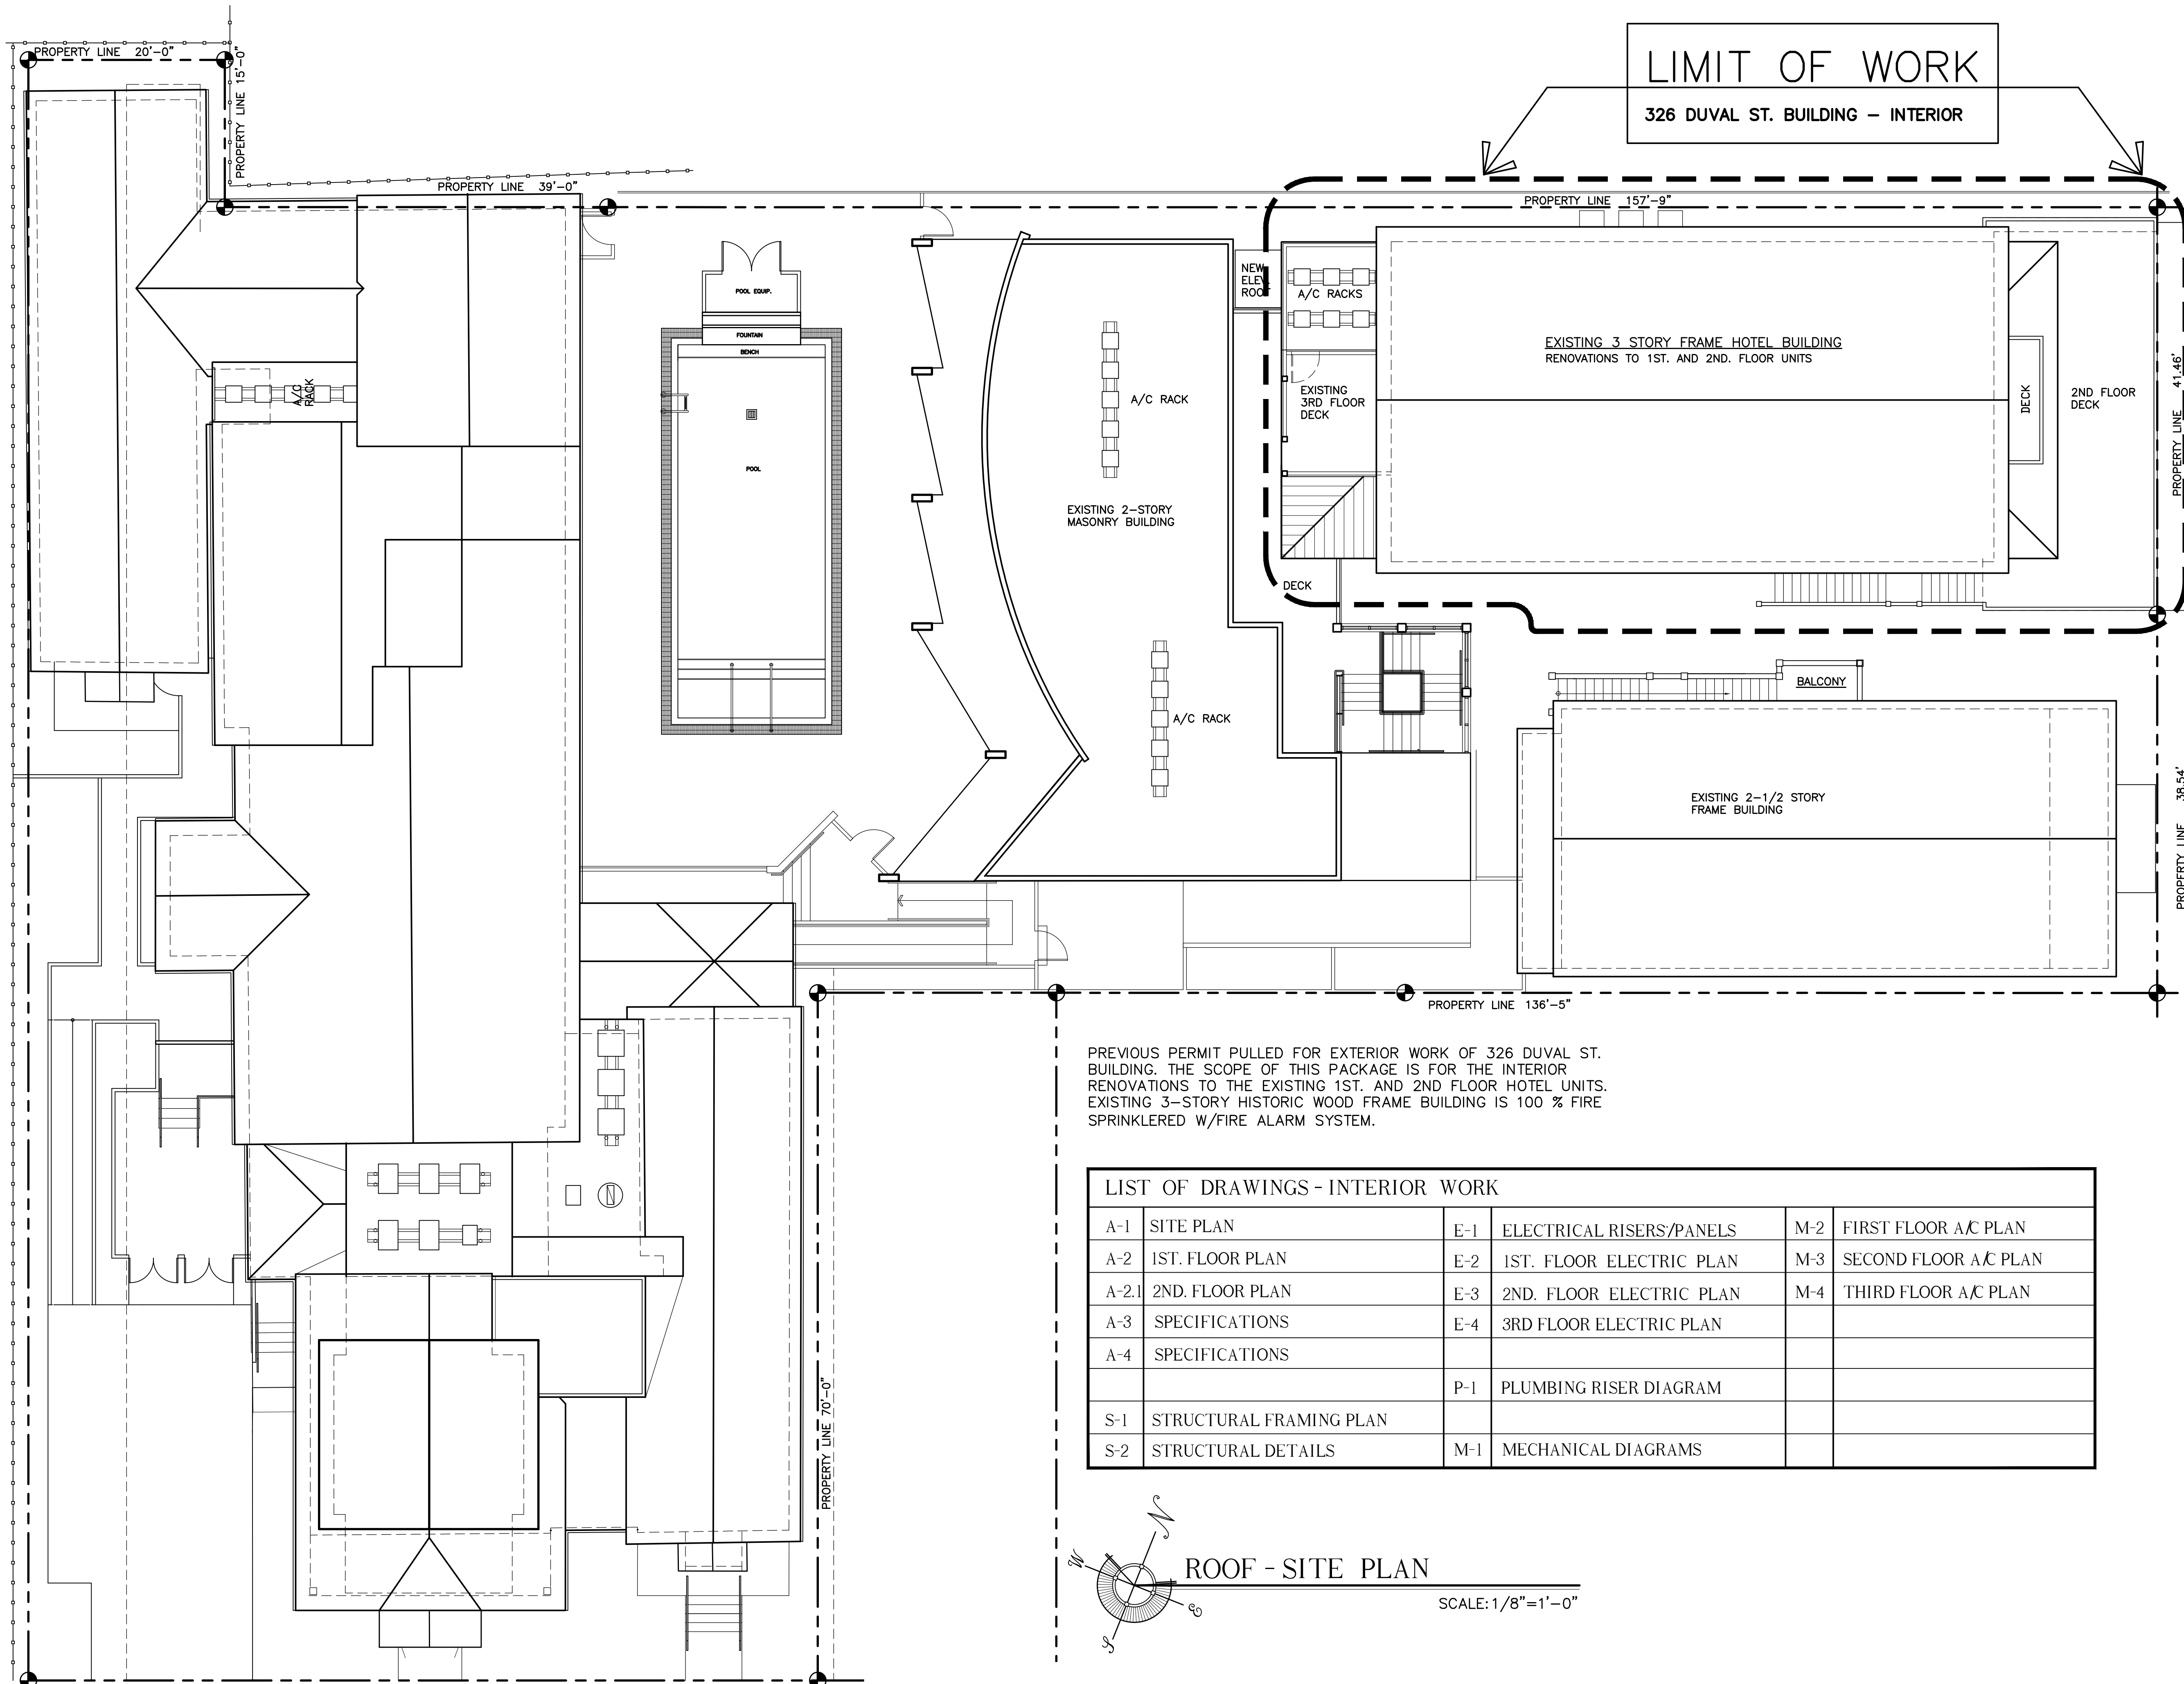 PROPERTY LINE 20'-0"
PROPERTY LINE 15'-0"
LIMIT OF WORK
326 DUVAL ST. BUILDING - INTERIOR
PROPERTY LINE 39'-0"
PROPERTY LINE 157'-9"
NEW
ELEV.
ROOF
A/C RACKS
POOL EQUIP.
FOUNTAIN
BENCH
POOL
A/C
RACK
A/C RACK
EXISTING 2-STORY
MASONRY BUILDING
A/C RACK
EXISTING
3RD FLOOR
DECK
EXISTING 3 STORY FRAME HOTEL BUILDING
RENOVATIONS TO 1ST. AND 2ND. FLOOR UNITS
DECK
2ND FLOOR
DECK
PROPERTY LINE 41.46'
DECK
BALCONY
EXISTING 2-1/2 STORY
FRAME BUILDING
PROPERTY LINE 38.54'
PROPERTY LINE 136'-5"
PROPERTY LINE 70'-0"
PREVIOUS PERMIT PULLED FOR EXTERIOR WORK OF 326 DUVAL ST.
BUILDING. THE SCOPE OF THIS PACKAGE IS FOR THE INTERIOR
RENOVATIONS TO THE EXISTING 1ST. AND 2ND FLOOR HOTEL UNITS.
EXISTING 3-STORY HISTORIC WOOD FRAME BUILDING IS 100 % FIRE
SPRINKLERED W/FIRE ALARM SYSTEM.
LIST OF DRAWINGS - INTERIOR WORK
A-1 SITE PLAN E-1 ELECTRICAL RISERS/PANELS M-2 FIRST FLOOR A/C PLAN
A-2 1ST. FLOOR PLAN E-2 1ST. FLOOR ELECTRIC PLAN M-3 SECOND FLOOR A/C PLAN
A-2.1 2ND. FLOOR PLAN E-3 2ND. FLOOR ELECTRIC PLAN M-4 THIRD FLOOR A/C PLAN
A-3 SPECIFICATIONS E-4 3RD FLOOR ELECTRIC PLAN
A-4 SPECIFICATIONS
P-1 PLUMBING RISER DIAGRAM
S-1 STRUCTURAL FRAMING PLAN
S-2 STRUCTURAL DETAILS M-1 MECHANICAL DIAGRAMS
N
W
E
S
ROOF - SITE PLAN
SCALE: 1/8"=1'-0"